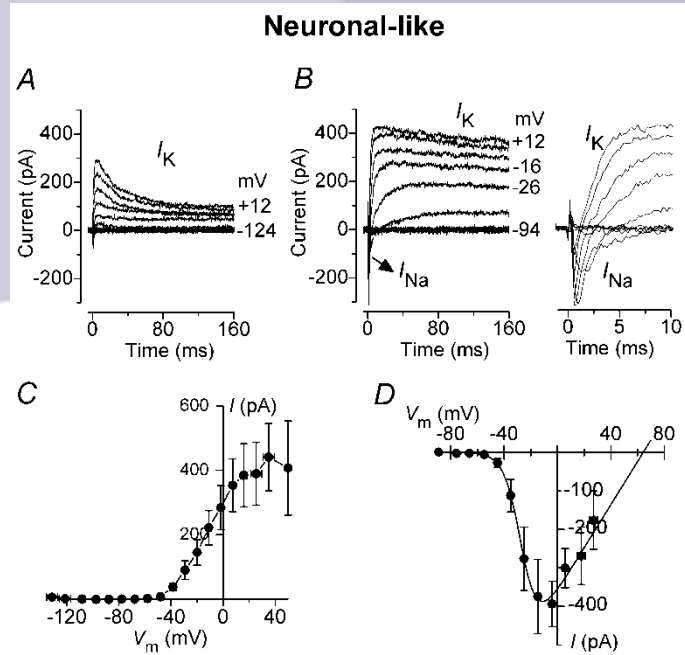 Neuronal-like
A
I_K
mV
400
200
0
-200
+12
-124
Current (pA)
0 80 160
Time (ms)
B
I_K
mV
400
200
0
-200
+12
-16
-26
-94
Current (pA)
I_Na
0 80 160
Time (ms)
I_K
I_Na
0 5 10
Time (ms)
C
I (pA)
600
400
200
-120 -80 -40 0 40
V_m (mV)
D
V_m (mV)
-80 -40 40 80
-100
-200
-300
-400
I (pA)